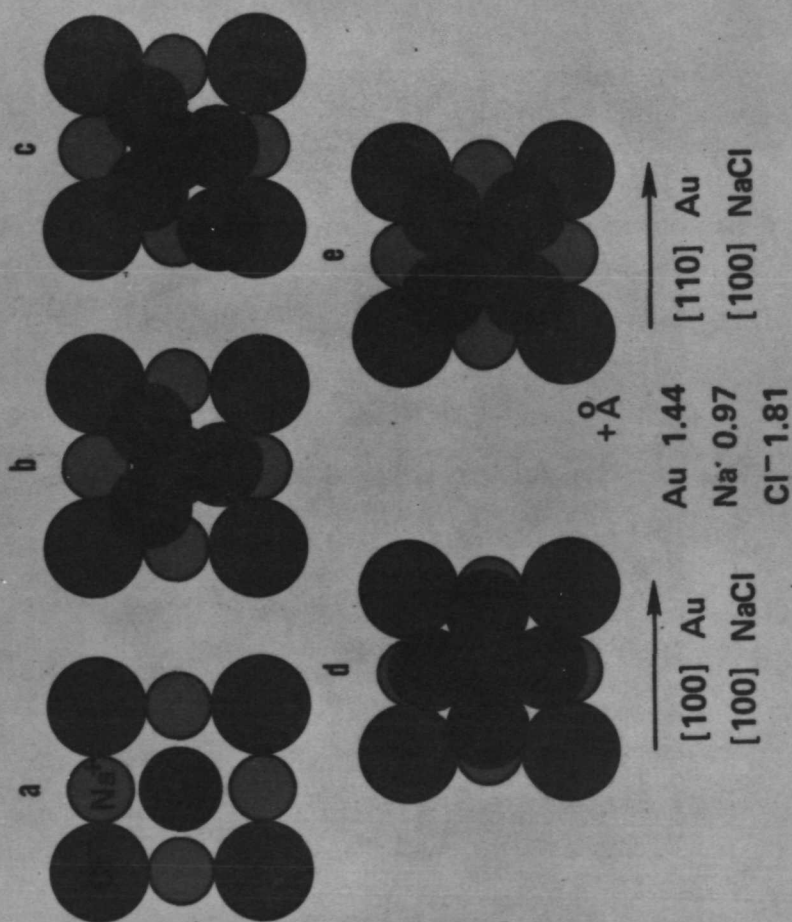 a
b
c
Na⁺
d
e
[100] Au
[100] NaCl
+Å
Au 1.44
Na⁺ 0.97
Cl⁻ 1.81
[110] Au
[100] NaCl